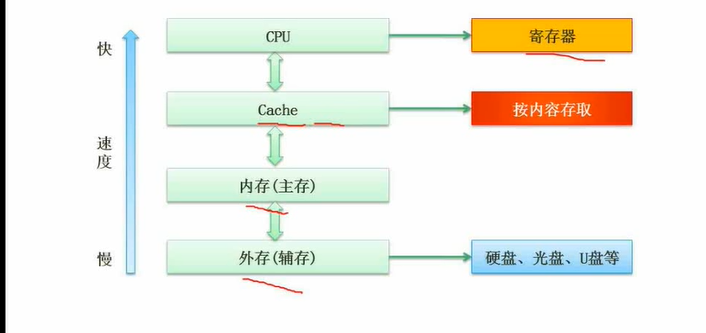 快
速度
慢
CPU
寄存器
Cache
按内容存取
内存(主存)
外存(辅存)
硬盘、光盘、U盘等